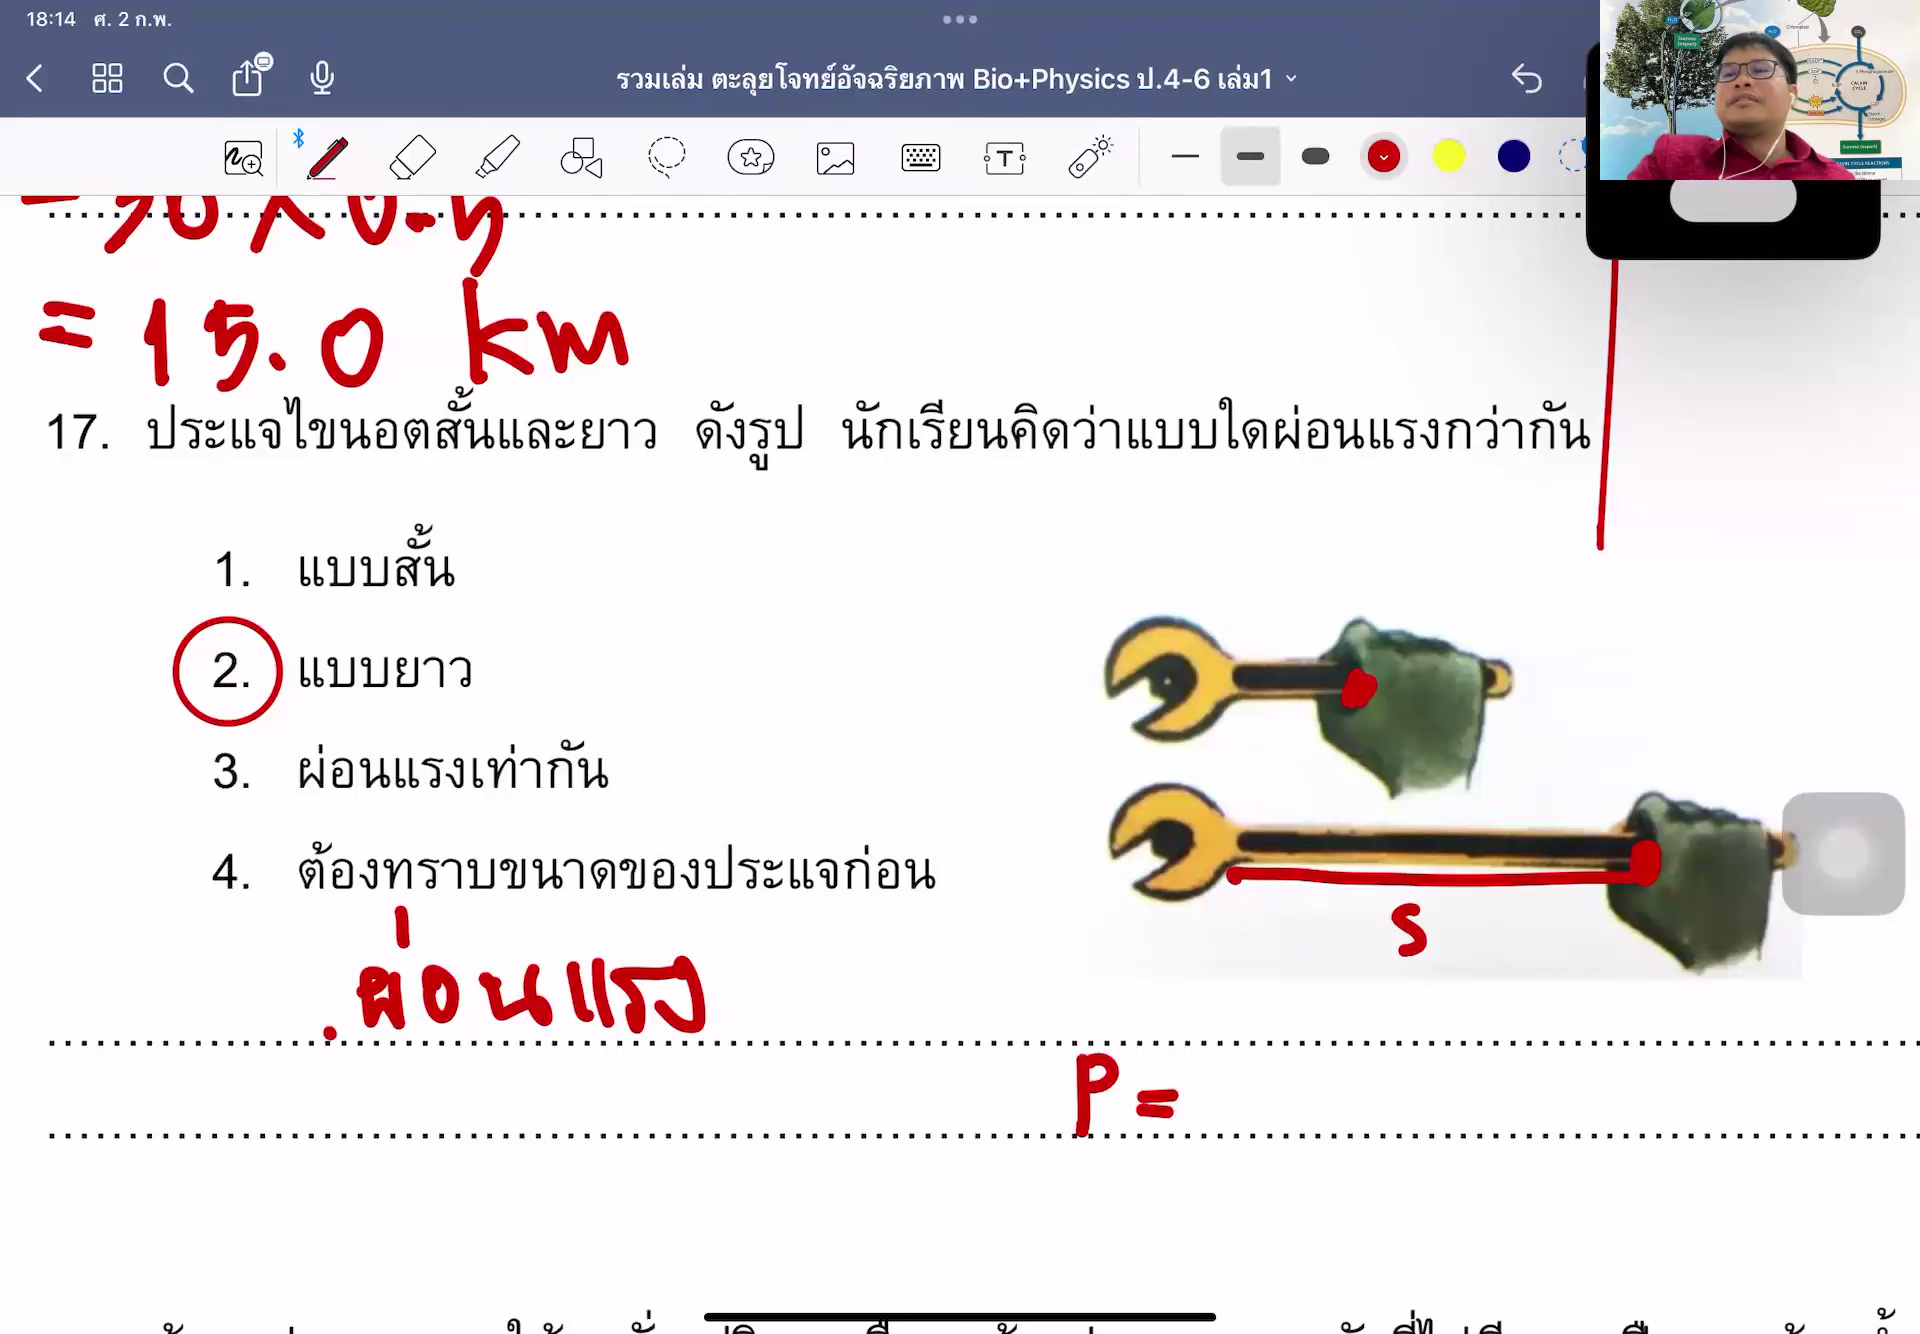 18:14 ศ. 2 ก.พ.
รวมเล่ม ตะลุยโจทย์อัจฉริยภาพ Bio+Physics ป.4-6 เล่ม1
= 15.0 km
17. ประแจไขนอตสั้นและยาว ดังรูป นักเรียนคิดว่าแบบใดผ่อนแรงกว่ากัน
1. แบบสั้น
2. แบบยาว
3. ผ่อนแรงเท่ากัน
4. ต้องทราบขนาดของประแจก่อน
S
ผ่อนแรง
P =